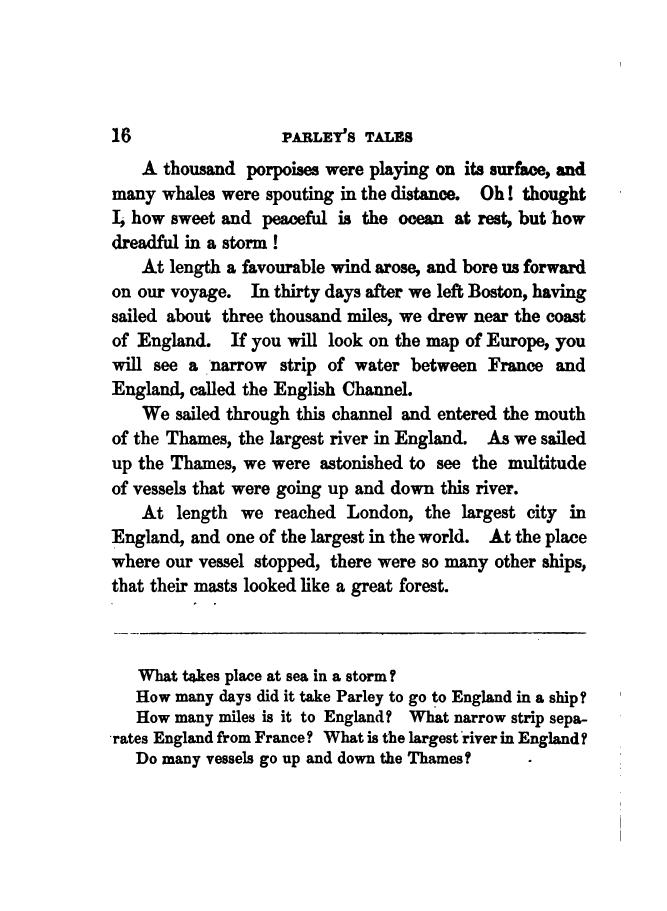 16 PARLEY'S TALES
A thousand porpoises were playing on its surface, and
many whales were spouting in the distance. Oh! thought
I, how sweet and peaceful is the ocean at rest, but how
dreadful in a storm!
At length a favourable wind arose, and bore us forward
on our voyage. In thirty days after we left Boston, having
sailed about three thousand miles, we drew near the coast
of England. If you will look on the map of Europe, you
will see a narrow strip of water between France and
England, called the English Channel.
We sailed through this channel and entered the mouth
of the Thames, the largest river in England. As we sailed
up the Thames, we were astonished to see the multitude
of vessels that were going up and down this river.
At length we reached London, the largest city in
England, and one of the largest in the world. At the place
where our vessel stopped, there were so many other ships,
that their masts looked like a great forest.
What takes place at sea in a storm?
How many days did it take Parley to go to England in a ship?
How many miles is it to England? What narrow strip sepa-
rates England from France? What is the largest river in England?
Do many vessels go up and down the Thames?